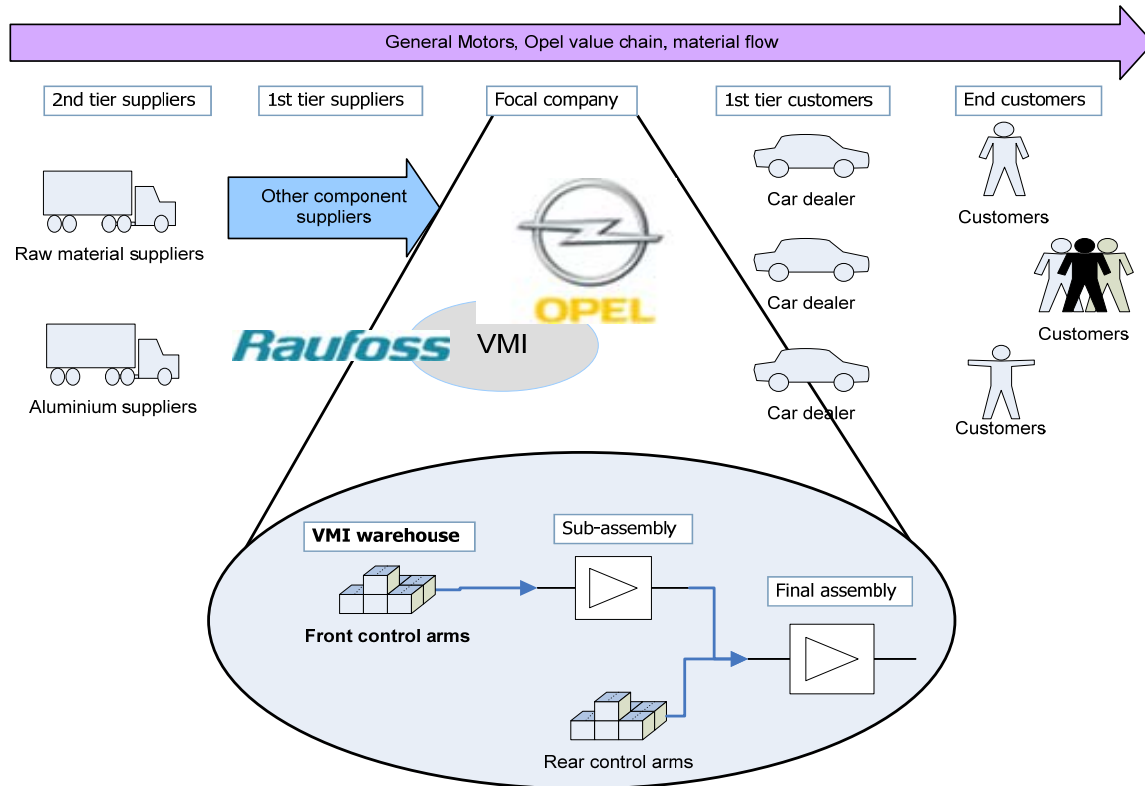 General Motors, Opel value chain, material flow
2nd tier suppliers
1st tier suppliers
Focal company
1st tier customers
End customers
Raw material suppliers
Other component
suppliers
OPEL
Car dealer
Customers
Car dealer
Customers
Aluminium suppliers
Raufoss
VMI
Car dealer
Customers
VMI warehouse
Sub-assembly
Final assembly
Front control arms
Rear control arms